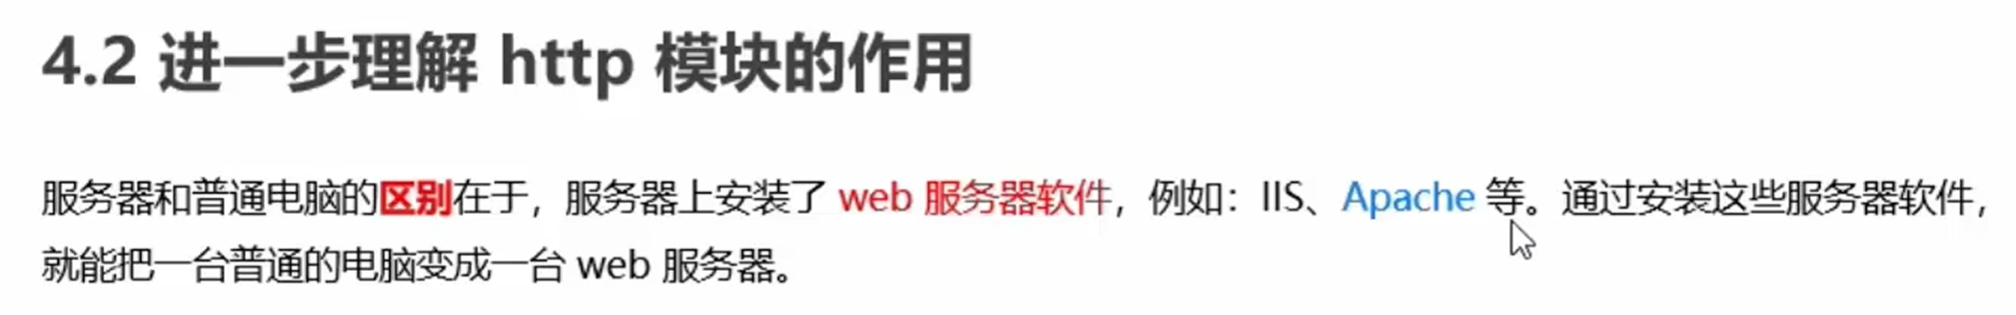 4.2 进一步理解 http 模块的作用
服务器和普通电脑的区别在于，服务器上安装了 web 服务器软件，例如：IIS、Apache 等。通过安装这些服务器软件，
就能把一台普通的电脑变成一台 web 服务器。